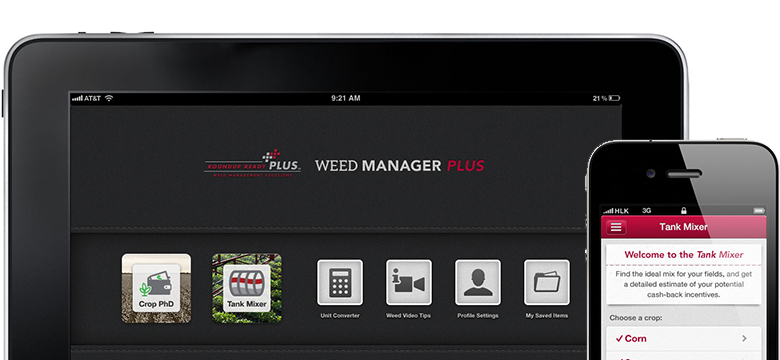 AT&T
9:21 AM
21%
ROUNDUP READY PLUS
WEED MANAGEMENT SOLUTIONS
WEED MANAGER PLUS
Crop PhD
Tank Mixer
Unit Converter
Weed Video Tips
Profile Settings
My Saved Items
HLK
3G
Tank Mixer
Welcome to the Tank Mixer
Find the ideal mix for your fields, and get
a detailed estimate of your potential
cash-back incentives.
Choose a crop:
Corn